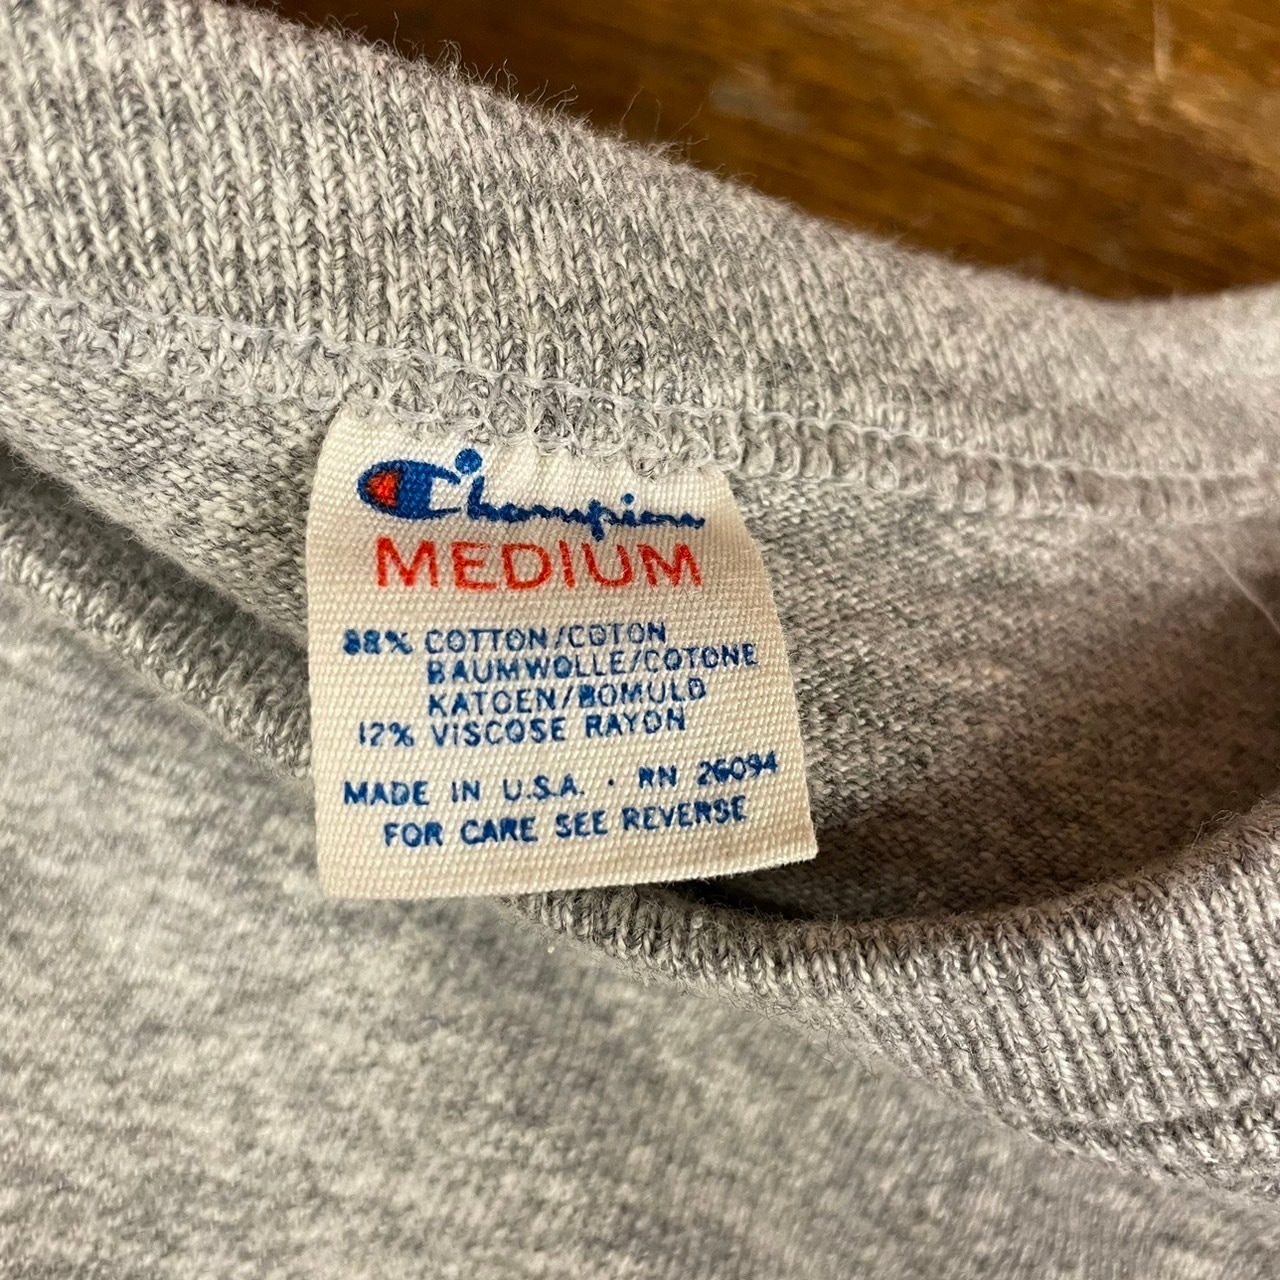 Champion
MEDIUM
88% COTTON/COTON
BAUMWOLLE/COTONE
KATOEN/BOMULD
12% VISCOSE RAYON
MADE IN U.S.A. · RN 26094
FOR CARE SEE REVERSE